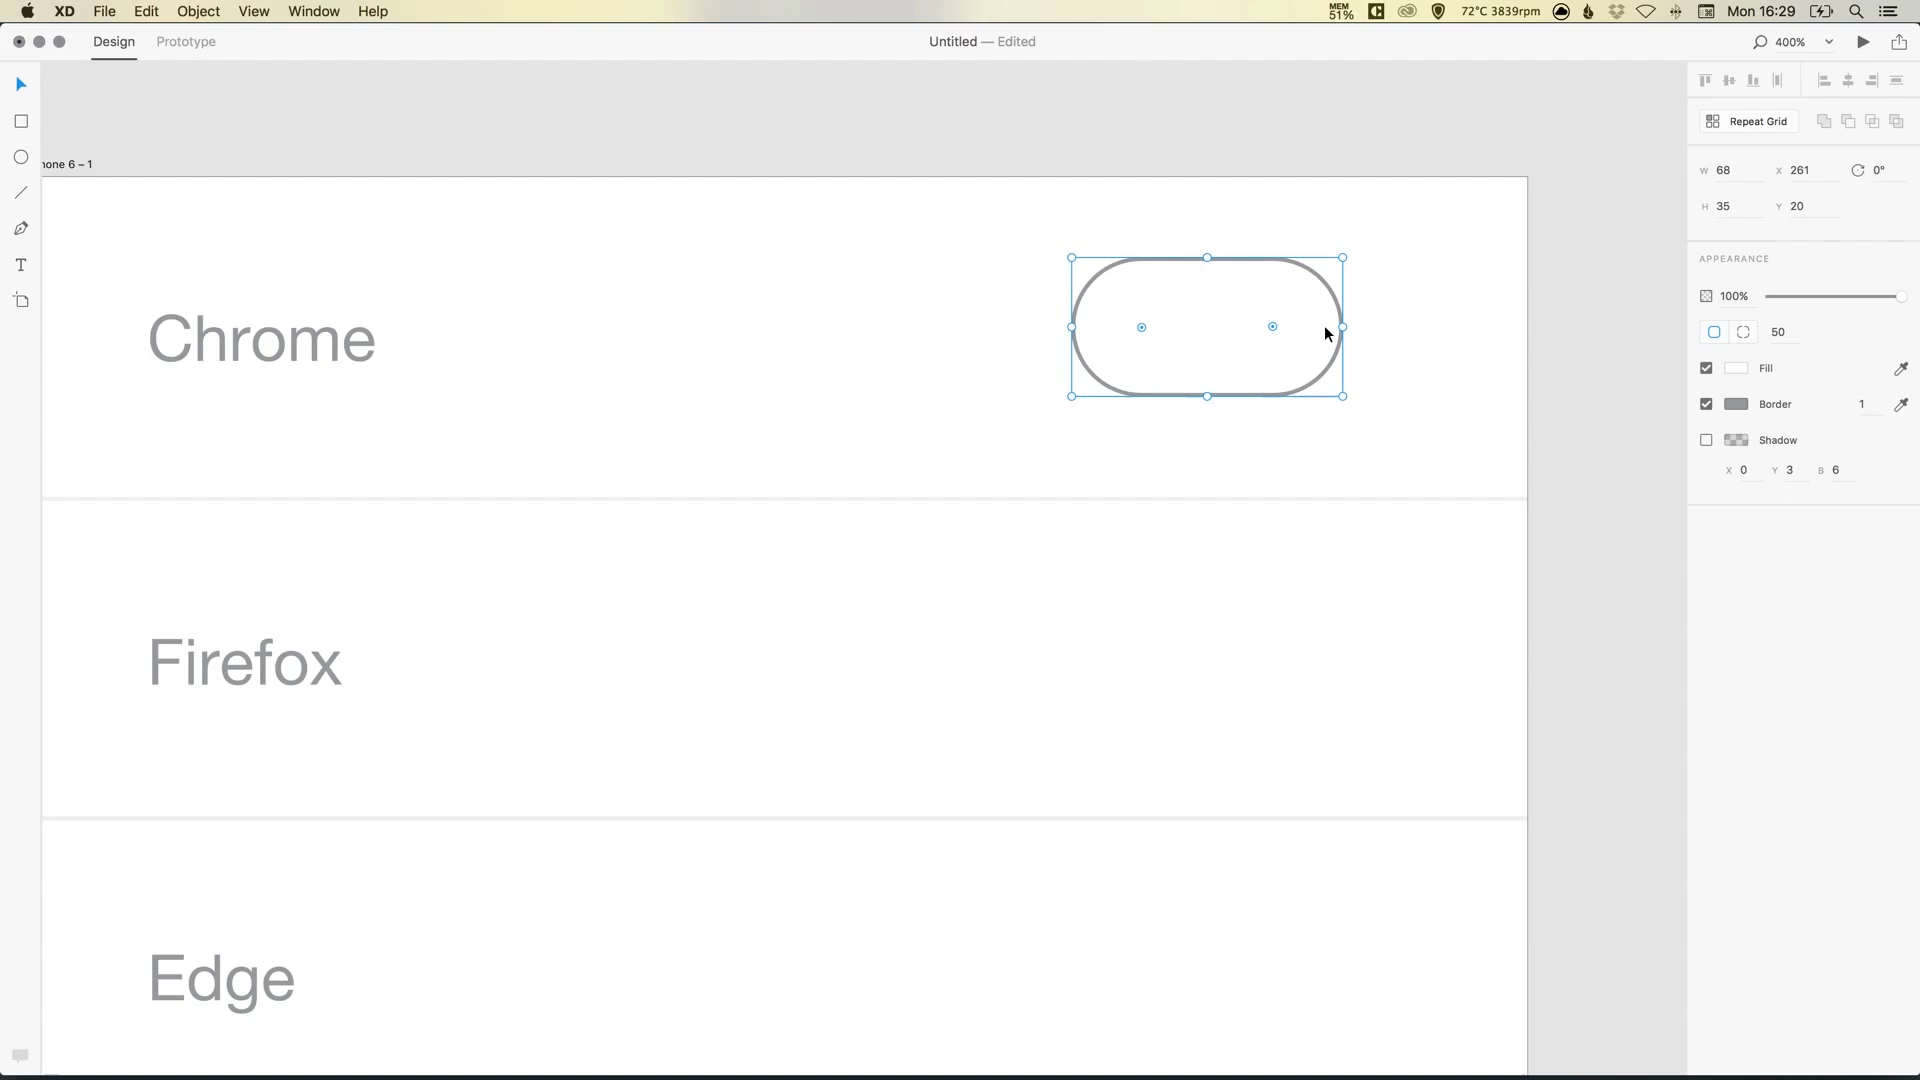 XD File Edit Object View Window Help MEM 51% 72°C 3839rpm Mon 16:29
Design Prototype Untitled — Edited 400%
Repeat Grid
hone 6 – 1
W 68 X 261 0°
H 35 Y 20
APPEARANCE
100%
50
Fill
Border 1
Shadow
X 0 Y 3 B 6
Chrome
Firefox
Edge